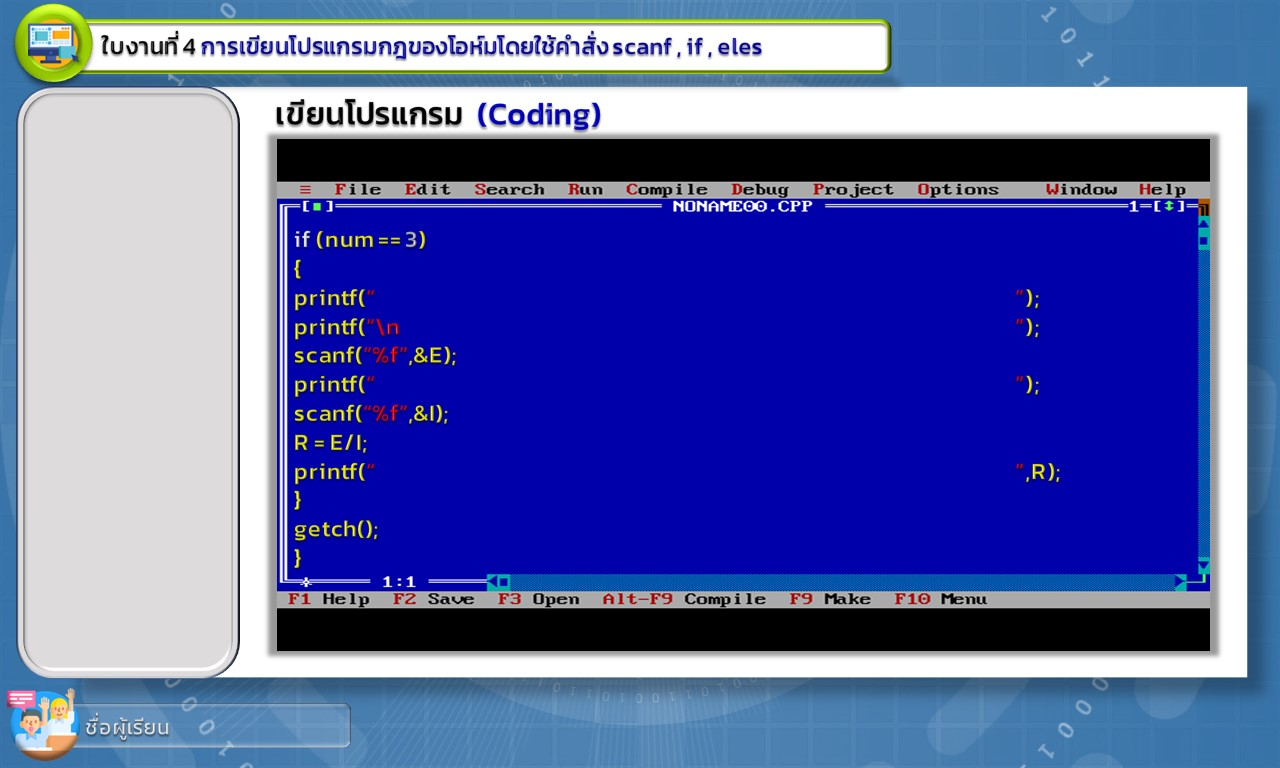 ใบงานที่ 4 การเขียนโปรแกรมกฎของโอห์มโดยใช้คำสั่ง scanf , if , eles
เขียนโปรแกรม (Coding)
≡ File Edit Search Run Compile Debug Project Options Window Help
[■] NONAME00.CPP 1=[↕]
if (num == 3)
{
printf(“ ”);
printf(“\n ”);
scanf(“%f”,&E);
printf(“ ”);
scanf(“%f”,&I);
R = E/I;
printf(“ ”,R);
}
getch();
}
* 1:1
F1 Help F2 Save F3 Open Alt-F9 Compile F9 Make F10 Menu
ชื่อผู้เรียน